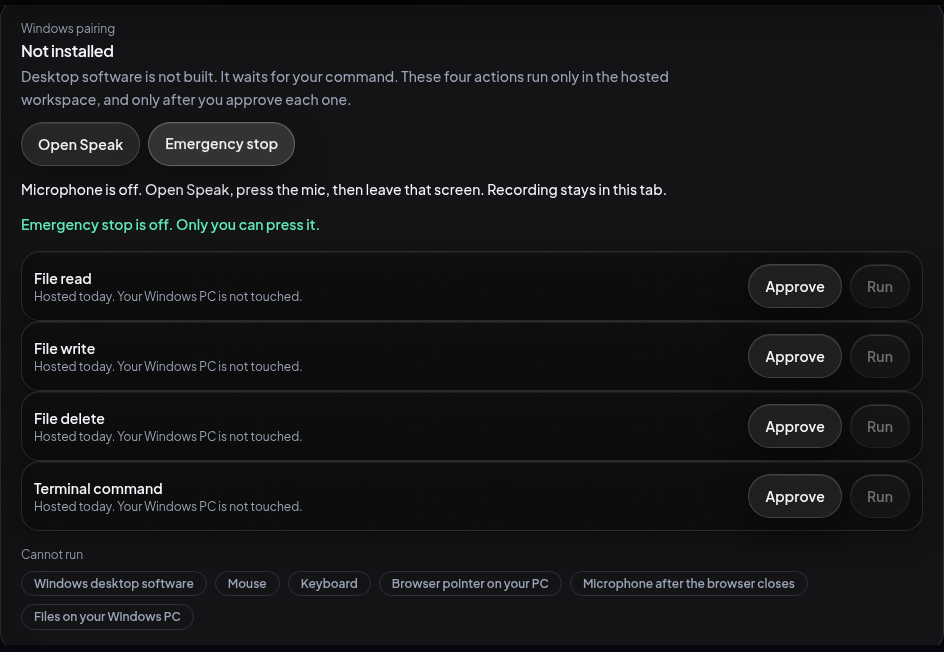 Windows pairing
Not installed
Desktop software is not built. It waits for your command. These four actions run only in the hosted
workspace, and only after you approve each one.
Open Speak
Emergency stop
Microphone is off. Open Speak, press the mic, then leave that screen. Recording stays in this tab.
Emergency stop is off. Only you can press it.
File read
Hosted today. Your Windows PC is not touched.
Approve
Run
File write
Hosted today. Your Windows PC is not touched.
Approve
Run
File delete
Hosted today. Your Windows PC is not touched.
Approve
Run
Terminal command
Hosted today. Your Windows PC is not touched.
Approve
Run
Cannot run
Windows desktop software
Mouse
Keyboard
Browser pointer on your PC
Microphone after the browser closes
Files on your Windows PC